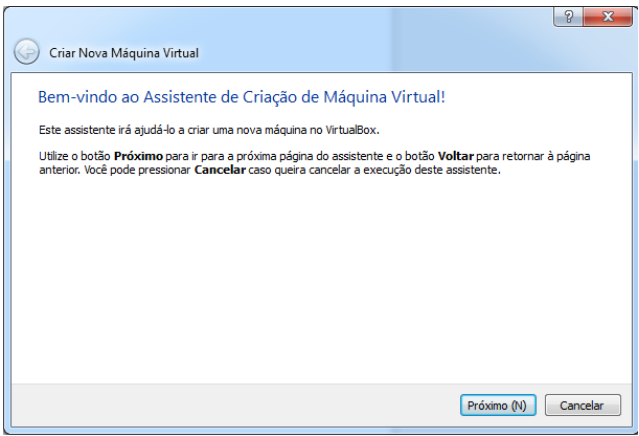 ?
X
Criar Nova Máquina Virtual
Bem-vindo ao Assistente de Criação de Máquina Virtual!
Este assistente irá ajudá-lo a criar uma nova máquina no VirtualBox.
Utilize o botão Próximo para ir para a próxima página do assistente e o botão Voltar para retornar à página
anterior. Você pode pressionar Cancelar caso queira cancelar a execução deste assistente.
Próximo (N) Cancelar